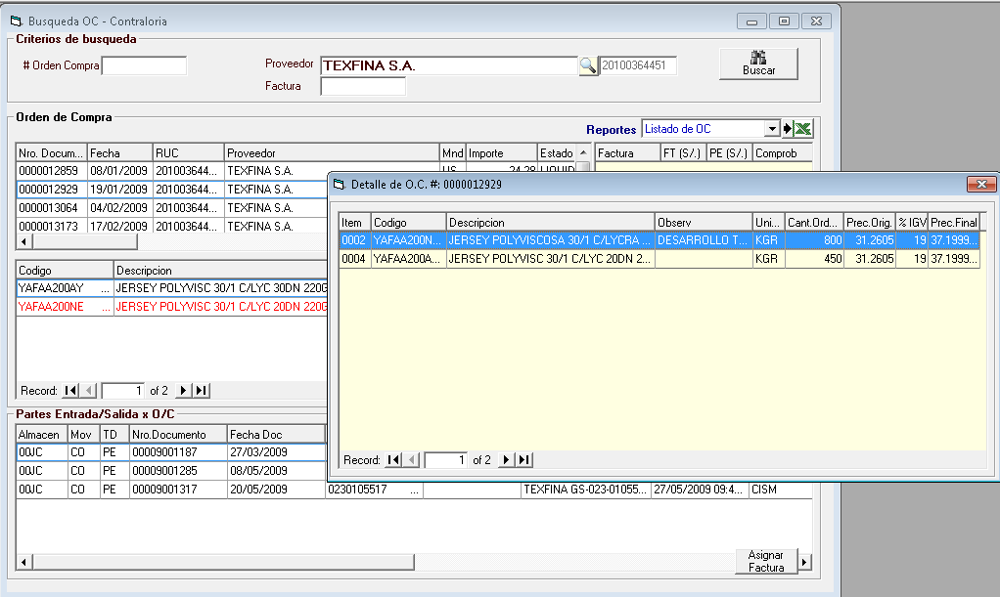 Busqueda OC - Contraloria
Criterios de busqueda
# Orden Compra
Proveedor TEXFINA S.A. 20100364451
Factura
Buscar
Orden de Compra
Reportes Listado de OC
Nro. Docum... Fecha RUC Proveedor Mnd Importe Estado Factura FT (S/.) PE (S/.) Comprob
0000012859 08/01/2009 201003644... TEXFINA S.A.
0000012929 19/01/2009 201003644... TEXFINA S.A.
0000013064 04/02/2009 201003644... TEXFINA S.A.
0000013173 17/02/2009 201003644... TEXFINA S.A.
Detalle de O.C. #: 0000012929
Item Codigo Descripcion Observ Uni... Cant.Ord... Prec.Orig. % IGV Prec.Final
0002 YAFAA200N... JERSEY POLYVISCOSA 30/1 C/LYCRA ... DESARROLLO T... KGR 800 31.2605 19 37.1999...
0004 YAFAA200A... JERSEY POLYVISC 30/1 C/LYC 20DN 2... KGR 450 31.2605 19 37.1999...
Record: 1 of 2
Codigo Descripcion
YAFAA200AY ... JERSEY POLYVISC 30/1 C/LYC 30DN 220G
YAFAA200NE ... JERSEY POLYVISC 30/1 C/LYC 20DN 220G
Record: 1 of 2
Partes Entrada/Salida x O/C
Almacen Mov TD Nro.Documento Fecha Doc
00JC CO PE 00009001187 27/03/2009
00JC CO PE 00009001285 08/05/2009
00JC CO PE 00009001317 20/05/2009 0230105517 ... TEXFINA GS-023-01055... 27/05/2009 09:4... CISM
Asignar
Factura